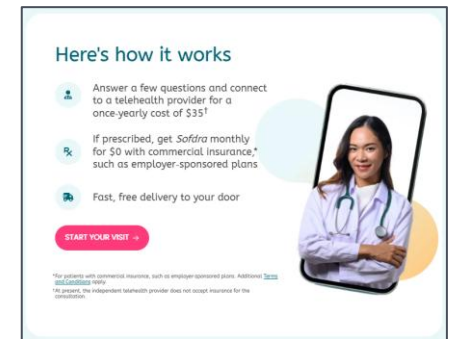 Here's how it works
Answer a few questions and connect
to a telehealth provider for a
once-yearly cost of $35†
If prescribed, get Sofdra monthly
for $0 with commercial insurance,*
such as employer-sponsored plans
Fast, free delivery to your door
START YOUR VISIT →
*For patients with commercial insurance, such as employer-sponsored plans. Additional Terms
and Conditions apply.
†At present, the independent telehealth provider does not accept insurance for the
consultation.